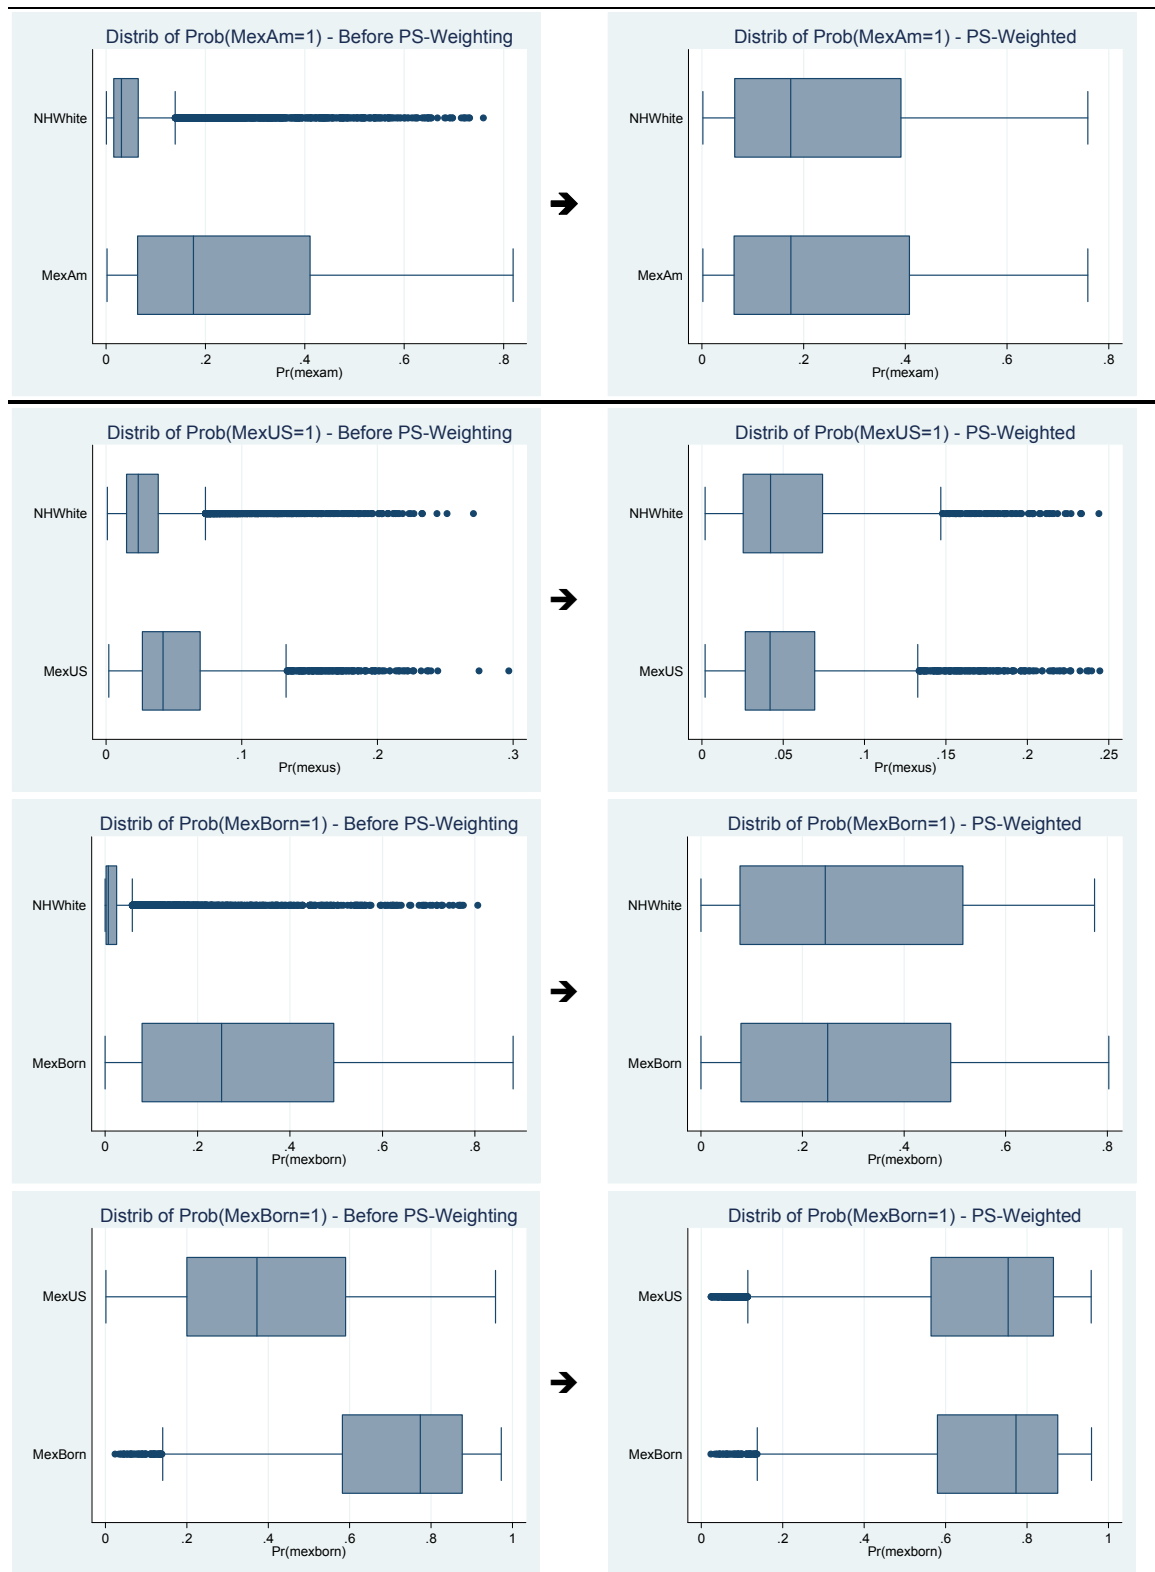 Distrib of Prob(MexAm=1) - Before PS-Weighting
NHWhite
MexAm
0 .2 .4 .6 .8
Pr(mexam)
Distrib of Prob(MexAm=1) - PS-Weighted
NHWhite
MexAm
0 .2 .4 .6 .8
Pr(mexam)
Distrib of Prob(MexUS=1) - Before PS-Weighting
NHWhite
MexUS
0 .1 .2 .3
Pr(mexus)
Distrib of Prob(MexUS=1) - PS-Weighted
NHWhite
MexUS
0 .05 .1 .15 .2 .25
Pr(mexus)
Distrib of Prob(MexBorn=1) - Before PS-Weighting
NHWhite
MexBorn
0 .2 .4 .6 .8
Pr(mexborn)
Distrib of Prob(MexBorn=1) - PS-Weighted
NHWhite
MexBorn
0 .2 .4 .6 .8
Pr(mexborn)
Distrib of Prob(MexBorn=1) - Before PS-Weighting
MexUS
MexBorn
0 .2 .4 .6 .8 1
Pr(mexborn)
Distrib of Prob(MexBorn=1) - PS-Weighted
MexUS
MexBorn
0 .2 .4 .6 .8 1
Pr(mexborn)